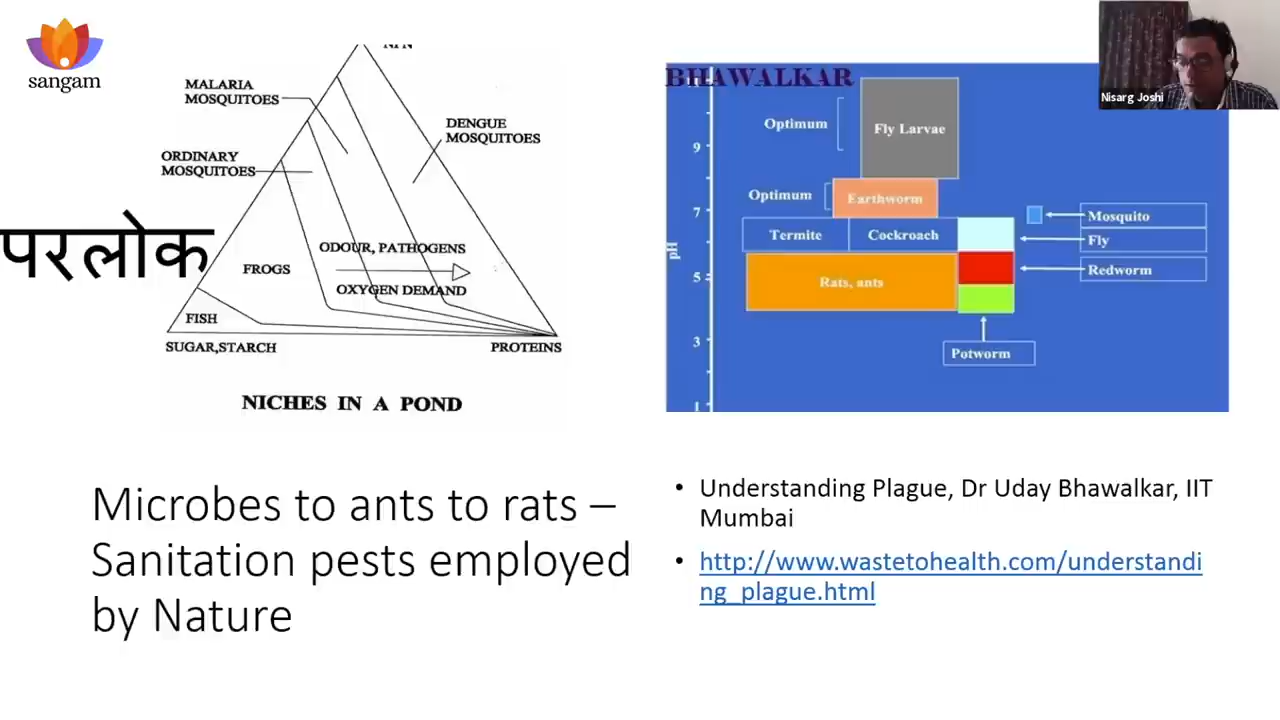 sangam
NPN
MALARIA
MOSQUITOES
DENGUE
MOSQUITOES
ORDINARY
MOSQUITOES
परलोक
ODOUR, PATHOGENS
FROGS
OXYGEN DEMAND
FISH
SUGAR,STARCH
PROTEINS
NICHES IN A POND
BHAWALKAR
11
Optimum
Fly Larvae
9
Optimum
Earthworm
7
Mosquito
Termite
Cockroach
Fly
pH
5
Rats, ants
Redworm
3
Potworm
1
Nisarg Joshi
Microbes to ants to rats –
Sanitation pests employed
by Nature
• Understanding Plague, Dr Uday Bhawalkar, IIT
Mumbai
• http://www.wastetohealth.com/understandi
ng_plague.html